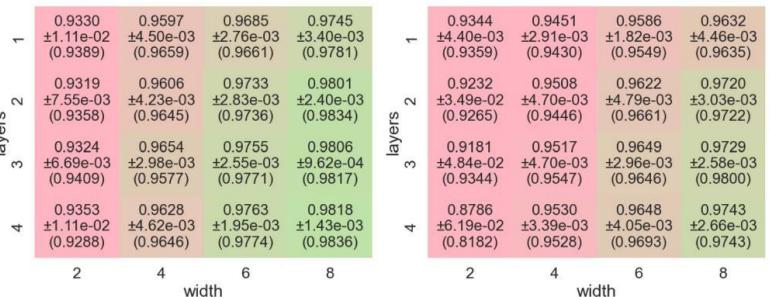 0.9330 0.9597 0.9685 0.9745
1 ±1.11e-02 ±4.50e-03 ±2.76e-03 ±3.40e-03
(0.9389) (0.9659) (0.9661) (0.9781)
0.9319 0.9606 0.9733 0.9801
2 ±7.55e-03 ±4.23e-03 ±2.83e-03 ±2.40e-03
(0.9358) (0.9645) (0.9736) (0.9834)
layers
0.9324 0.9654 0.9755 0.9806
3 ±6.69e-03 ±2.98e-03 ±2.55e-03 ±9.62e-04
(0.9409) (0.9577) (0.9771) (0.9817)
0.9353 0.9628 0.9763 0.9818
4 ±1.11e-02 ±4.62e-03 ±1.95e-03 ±1.43e-03
(0.9288) (0.9646) (0.9774) (0.9836)
2 4 6 8
width
0.9344 0.9451 0.9586 0.9632
1 ±4.40e-03 ±2.91e-03 ±1.82e-03 ±4.46e-03
(0.9359) (0.9430) (0.9549) (0.9635)
0.9232 0.9508 0.9622 0.9720
2 ±3.49e-02 ±4.70e-03 ±4.79e-03 ±3.03e-03
(0.9265) (0.9446) (0.9661) (0.9722)
layers
0.9181 0.9517 0.9649 0.9729
3 ±4.84e-02 ±4.70e-03 ±2.96e-03 ±2.58e-03
(0.9344) (0.9547) (0.9646) (0.9800)
0.8786 0.9530 0.9648 0.9743
4 ±6.19e-02 ±3.39e-03 ±4.05e-03 ±2.66e-03
(0.8182) (0.9528) (0.9693) (0.9743)
2 4 6 8
width